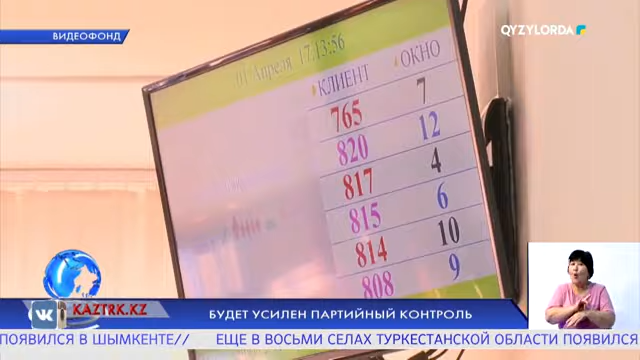 ВИДЕОФОНД
QYZYLORDA
01 Апреля 17:13:56
КЛИЕНТ ОКНО
765 7
820 12
817 4
815 6
814 10
808 9
KAZTRK.KZ
БУДЕТ УСИЛЕН ПАРТИЙНЫЙ КОНТРОЛЬ
ПОЯВИЛСЯ В ШЫМКЕНТЕ// ЕЩЕ В ВОСЬМИ СЕЛАХ ТУРКЕСТАНСКОЙ ОБЛАСТИ ПОЯВИЛСЯ